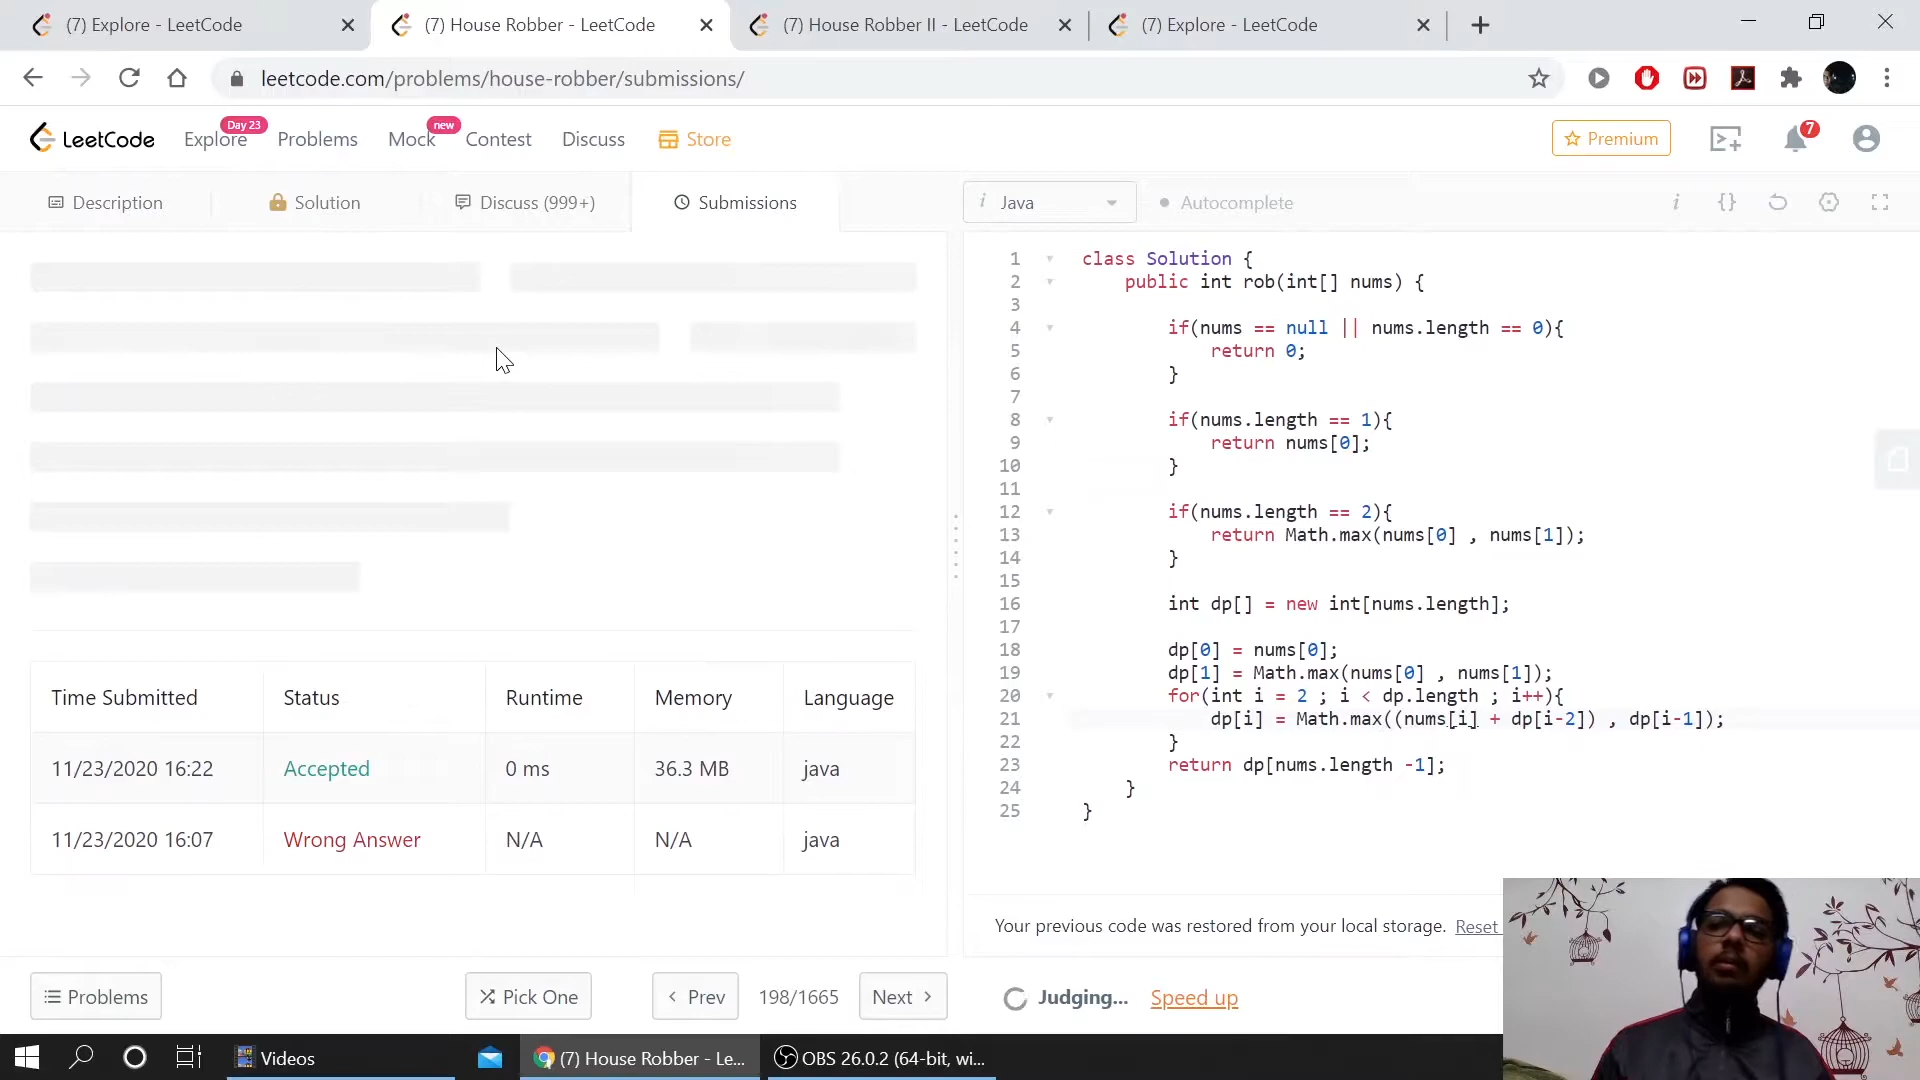 (7) Explore - LeetCode
(7) House Robber - LeetCode
(7) House Robber II - LeetCode
(7) Explore - LeetCode
leetcode.com/problems/house-robber/submissions/
LeetCode
Explore
Day 23
Problems
Mock
new
Contest
Discuss
Store
Premium
7
Description
Solution
Discuss (999+)
Submissions
i Java
Autocomplete
i {}
Time Submitted Status Runtime Memory Language
11/23/2020 16:22 Accepted 0 ms 36.3 MB java
11/23/2020 16:07 Wrong Answer N/A N/A java
1 class Solution {
2 public int rob(int[] nums) {
3
4 if(nums == null || nums.length == 0){
5 return 0;
6 }
7
8 if(nums.length == 1){
9 return nums[0];
10 }
11
12 if(nums.length == 2){
13 return Math.max(nums[0] , nums[1]);
14 }
15
16 int dp[] = new int[nums.length];
17
18 dp[0] = nums[0];
19 dp[1] = Math.max(nums[0] , nums[1]);
20 for(int i = 2 ; i < dp.length ; i++){
21 dp[i] = Math.max((nums[i] + dp[i-2]) , dp[i-1]);
22 }
23 return dp[nums.length -1];
24 }
25 }
Your previous code was restored from your local storage. Reset
Problems
Pick One
Prev
198/1665
Next
Judging...
Speed up
Videos
(7) House Robber - Le...
OBS 26.0.2 (64-bit, wi...